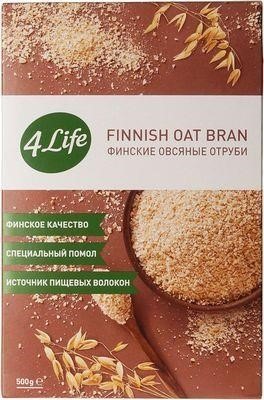 4Life
FINNISH OAT BRAN
ФИНСКИЕ ОВСЯНЫЕ ОТРУБИ
ФИНСКОЕ КАЧЕСТВО
СПЕЦИАЛЬНЫЙ ПОМОЛ
ИСТОЧНИК ПИЩЕВЫХ ВОЛОКОН
500g e